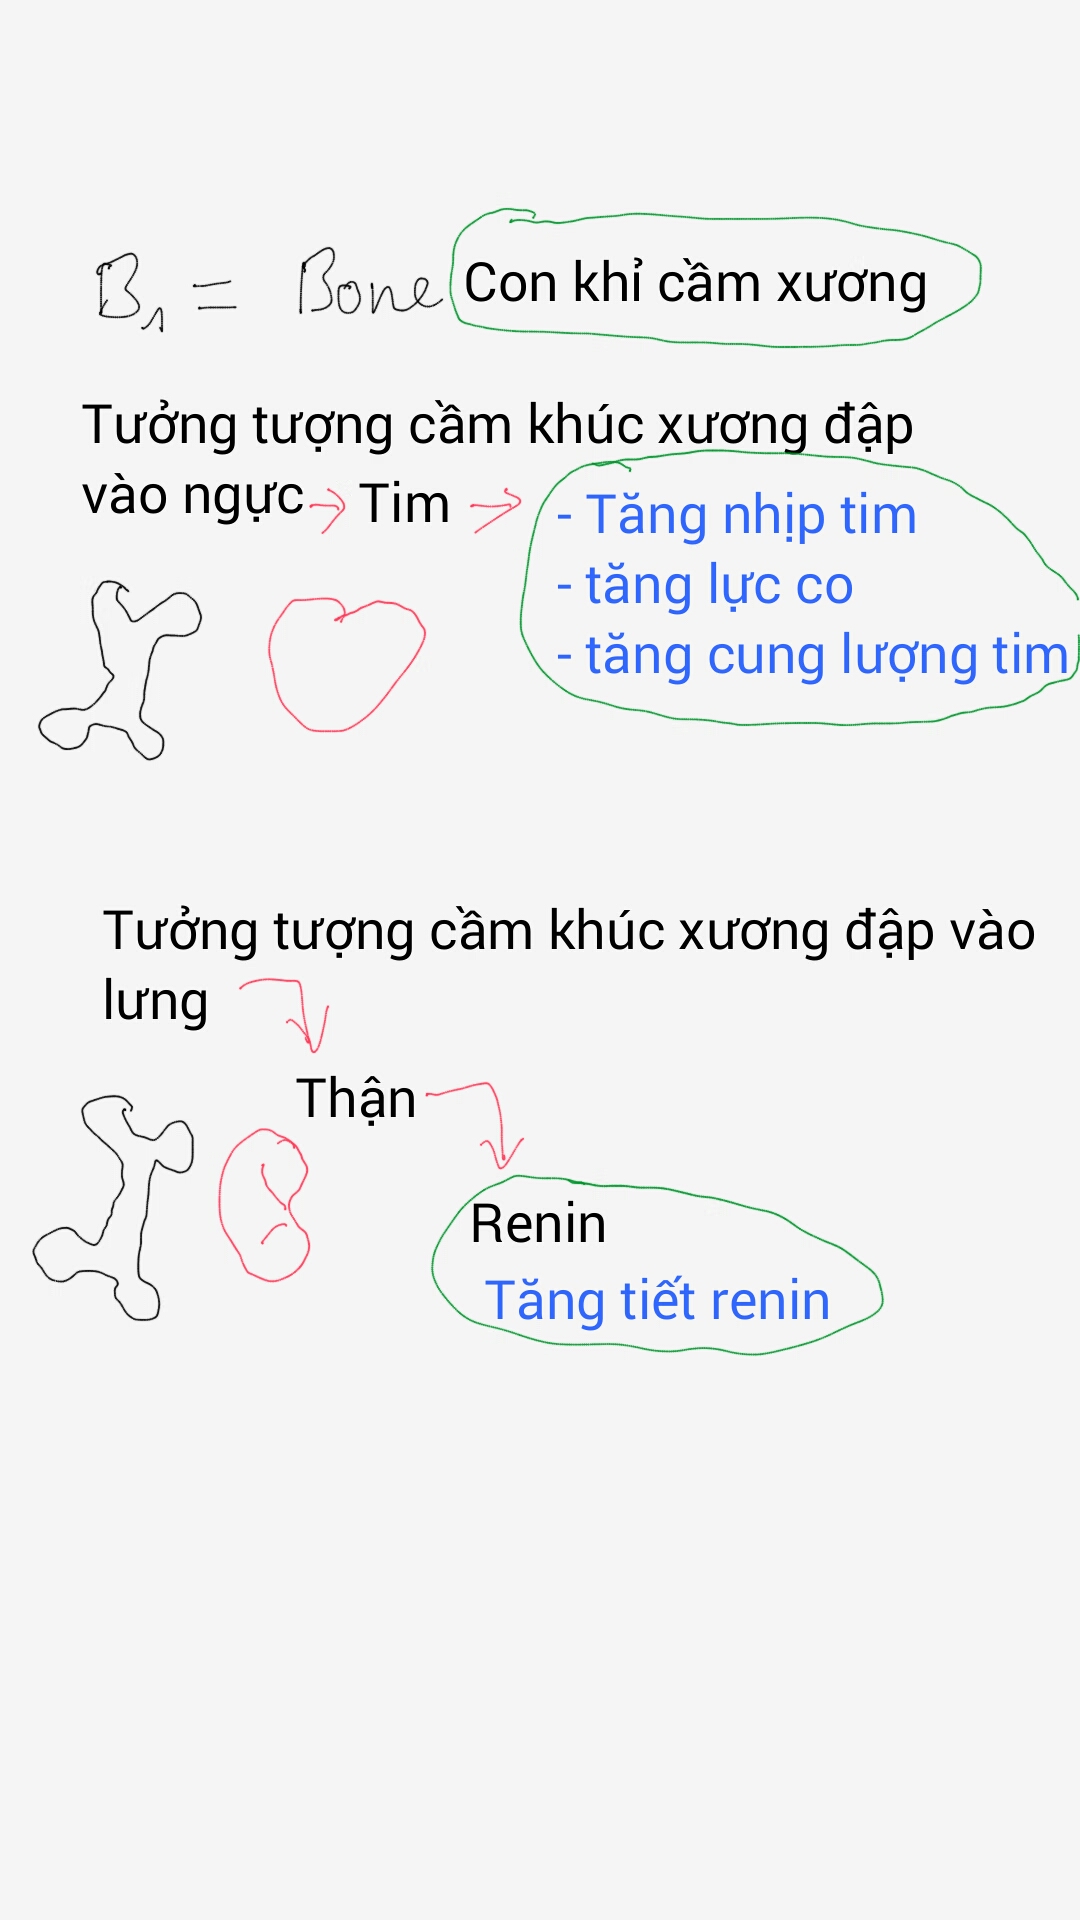 B₁ = Bone Con khỉ cầm xương
Tưởng tượng cầm khúc xương đập
vào ngực → Tim →
- Tăng nhịp tim
- tăng lực co
- tăng cung lượng tim
Tưởng tượng cầm khúc xương đập vào
lưng
Thận
Renin
Tăng tiết renin